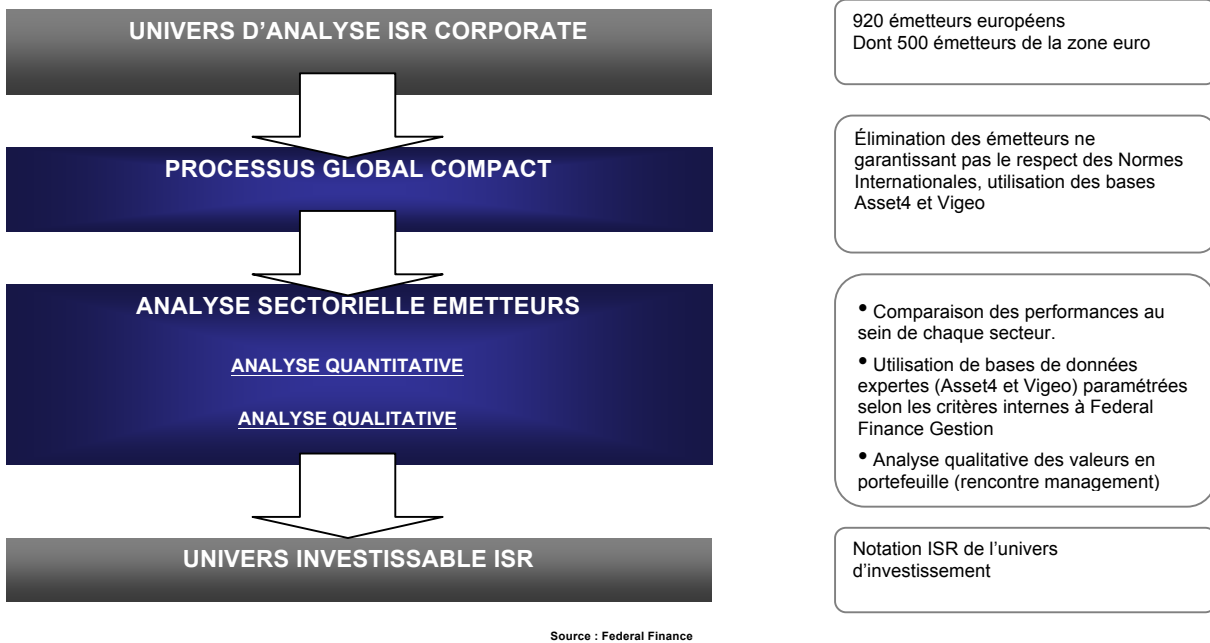 UNIVERS D’ANALYSE ISR CORPORATE
920 émetteurs européens
Dont 500 émetteurs de la zone euro
PROCESSUS GLOBAL COMPACT
Élimination des émetteurs ne
garantissant pas le respect des Normes
Internationales, utilisation des bases
Asset4 et Vigeo
ANALYSE SECTORIELLE EMETTEURS
ANALYSE QUANTITATIVE
ANALYSE QUALITATIVE
• Comparaison des performances au
sein de chaque secteur.
• Utilisation de bases de données
expertes (Asset4 et Vigeo) paramétrées
selon les critères internes à Federal
Finance Gestion
• Analyse qualitative des valeurs en
portefeuille (rencontre management)
UNIVERS INVESTISSABLE ISR
Notation ISR de l’univers
d’investissement
Source : Federal Finance